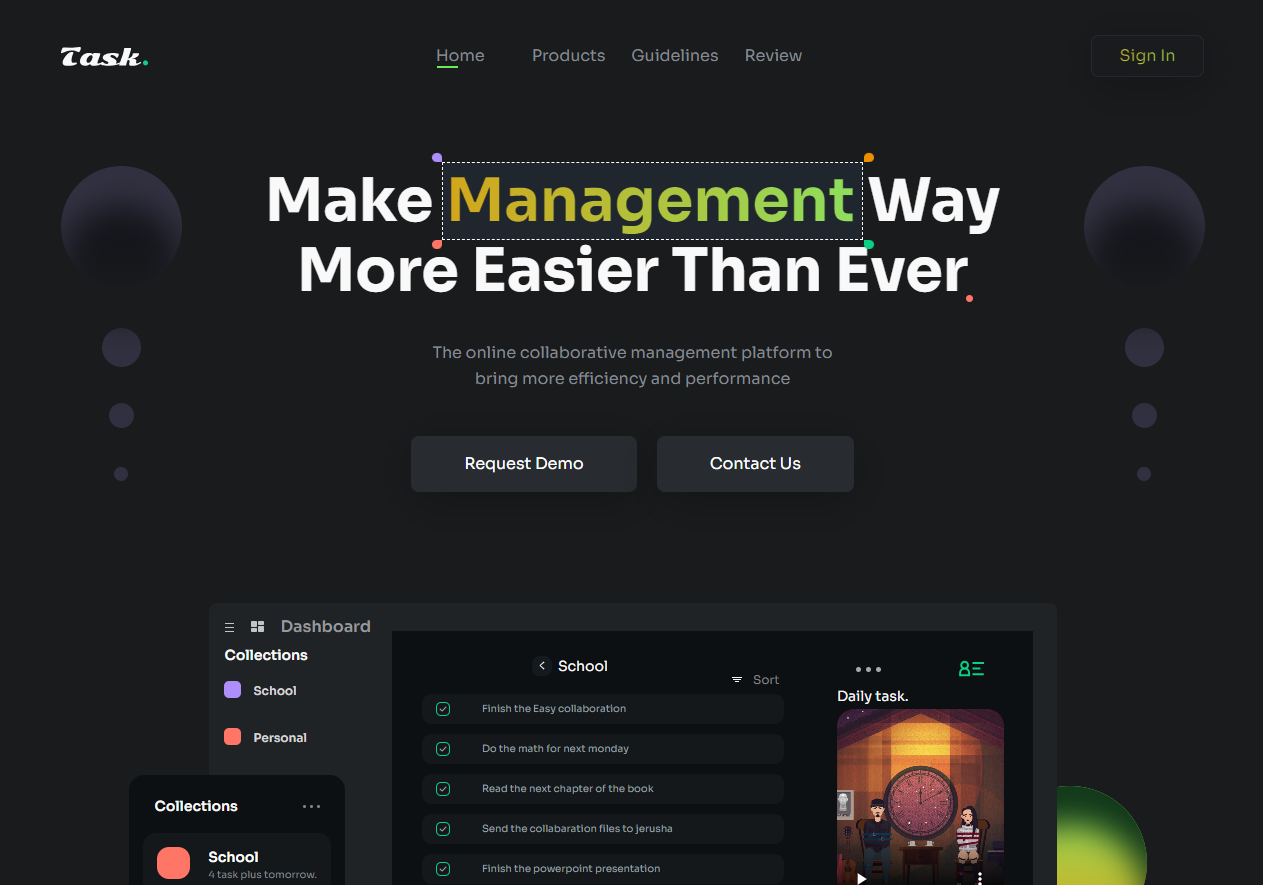 Task.
Home Products Guidelines Review
Sign In
Make Management Way
More Easier Than Ever
The online collaborative management platform to
bring more efficiency and performance
Request Demo
Contact Us
Dashboard
Collections
School
Personal
Collections
School
4 task plus tomorrow.
School
Sort
Finish the Easy collaboration
Do the math for next monday
Read the next chapter of the book
Send the collabaration files to jerusha
Finish the powerpoint presentation
Daily task.